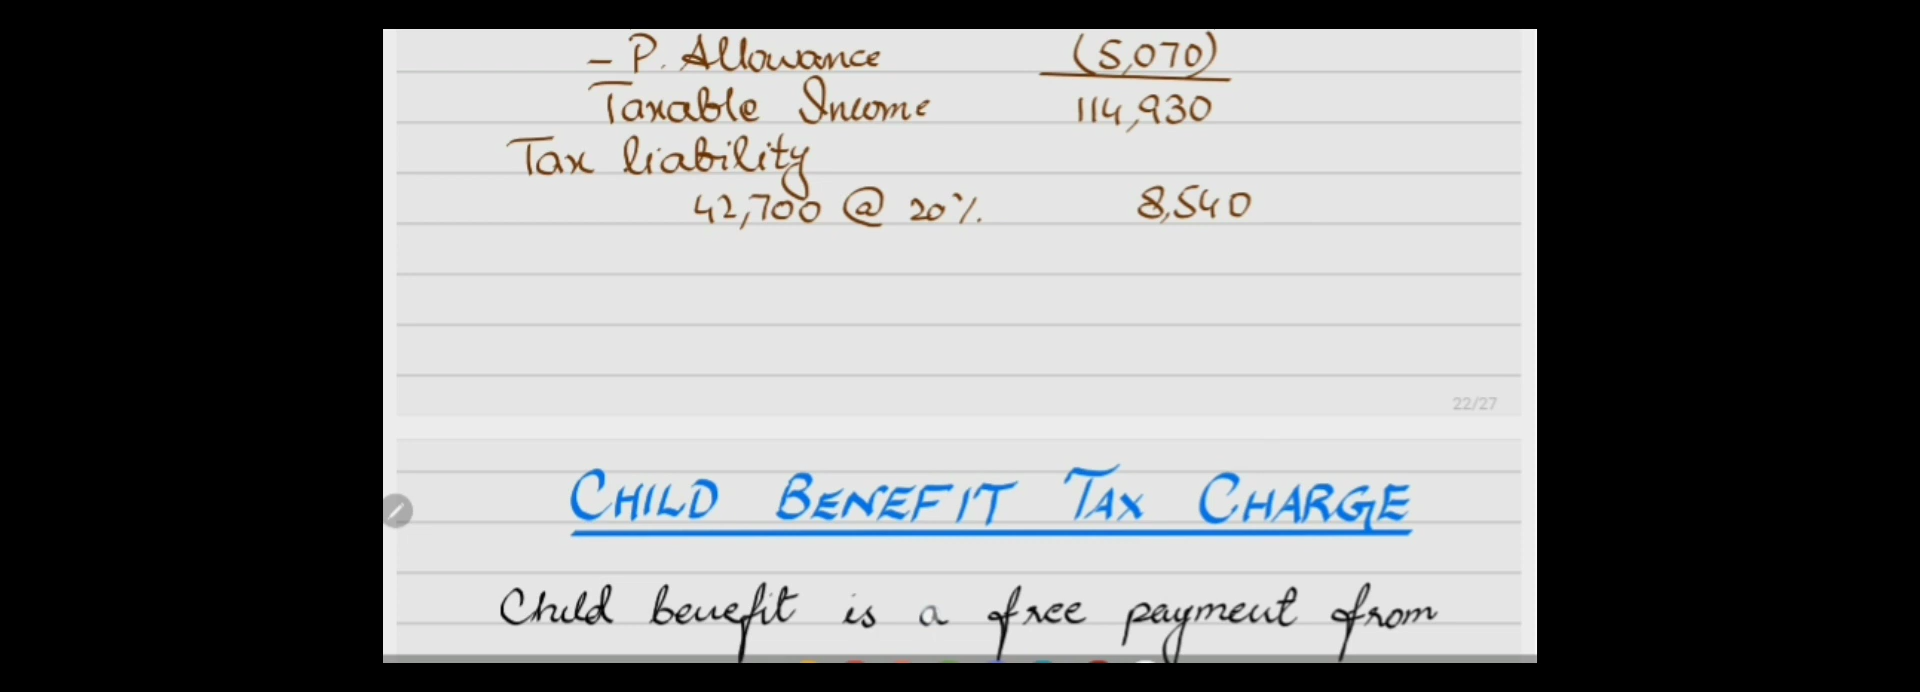 - P. Allowance (5,070)
Taxable Income 114,930
Tax liability
42,700 @ 20% 8,540
22/27
CHILD BENEFIT TAX CHARGE
Child benefit is a free payment from